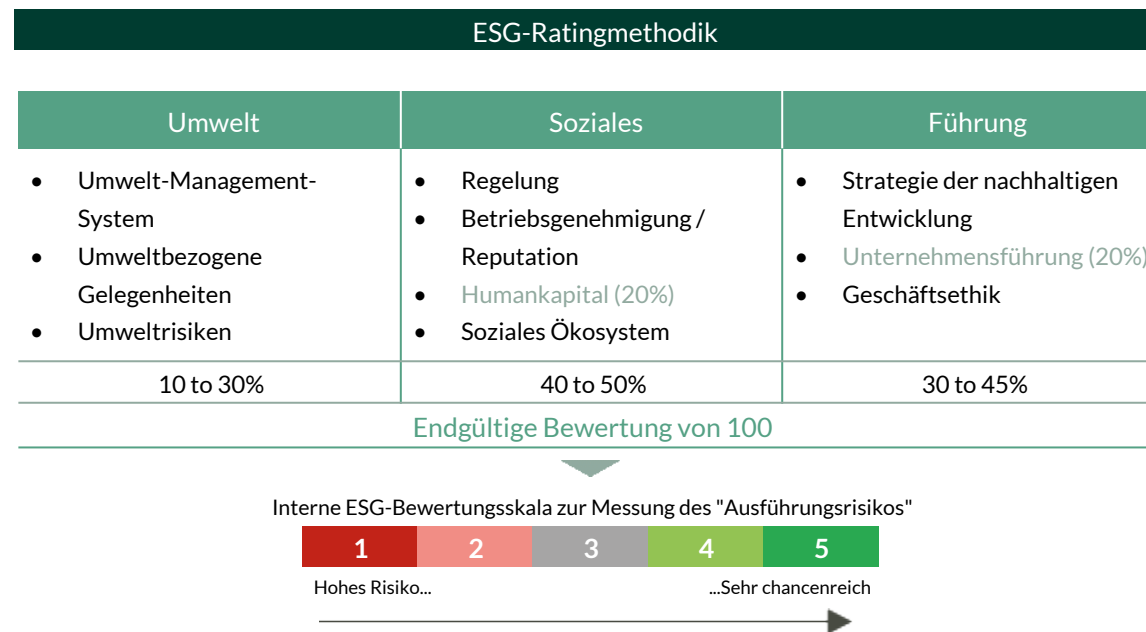 ESG-Ratingmethodik
Umwelt
Soziales
Führung
• Umwelt-Management-
System
• Umweltbezogene
Gelegenheiten
• Umweltrisiken
• Regelung
• Betriebsgenehmigung /
Reputation
• Humankapital (20%)
• Soziales Ökosystem
• Strategie der nachhaltigen
Entwicklung
• Unternehmensführung (20%)
• Geschäftsethik
10 to 30%
40 to 50%
30 to 45%
Endgültige Bewertung von 100
Interne ESG-Bewertungsskala zur Messung des "Ausführungsrisikos"
1 2 3 4 5
Hohes Risiko...
...Sehr chancenreich